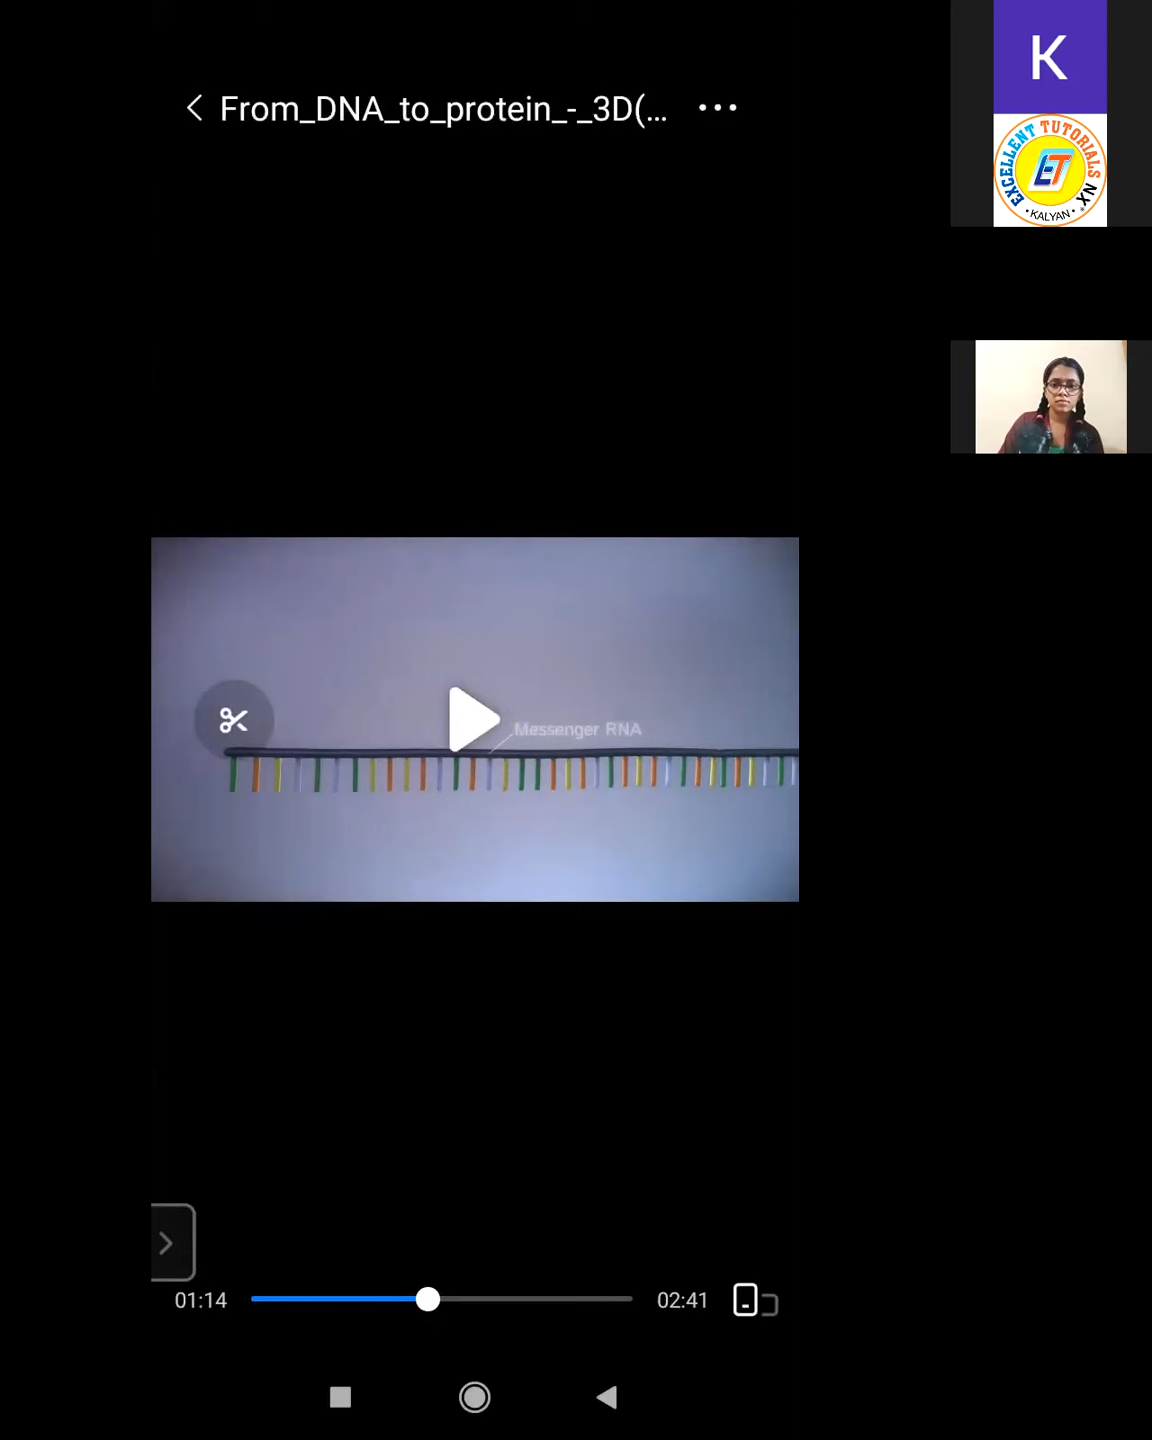 From_DNA_to_protein_-_3D(...
K
EXCELLENT TUTORIALS NX
KALYAN
ET
Messenger RNA
01:14
02:41